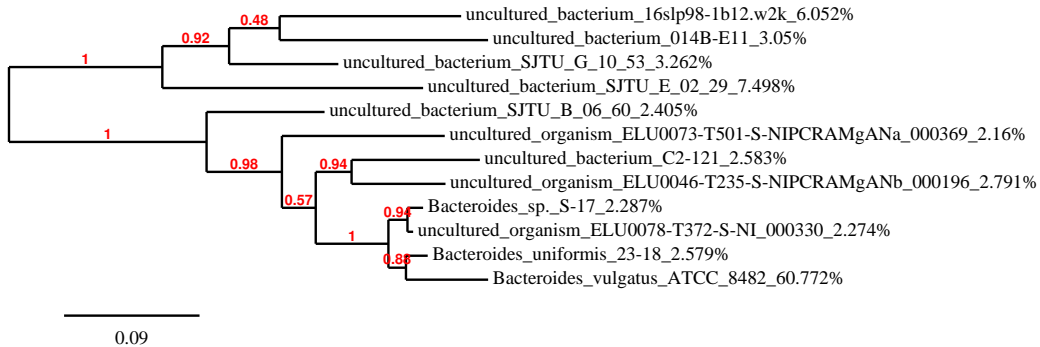 0.48 uncultured_bacterium_16slp98-1b12.w2k_6.052%
0.92 uncultured_bacterium_014B-E11_3.05%
1 uncultured_bacterium_SJTU_G_10_53_3.262%
uncultured_bacterium_SJTU_E_02_29_7.498%
uncultured_bacterium_SJTU_B_06_60_2.405%
1 uncultured_organism_ELU0073-T501-S-NIPCRAMgANa_000369_2.16%
0.98 0.94 uncultured_bacterium_C2-121_2.583%
uncultured_organism_ELU0046-T235-S-NIPCRAMgANb_000196_2.791%
0.57 0.94 Bacteroides_sp._S-17_2.287%
1 uncultured_organism_ELU0078-T372-S-NI_000330_2.274%
0.88 Bacteroides_uniformis_23-18_2.579%
Bacteroides_vulgatus_ATCC_8482_60.772%
0.09